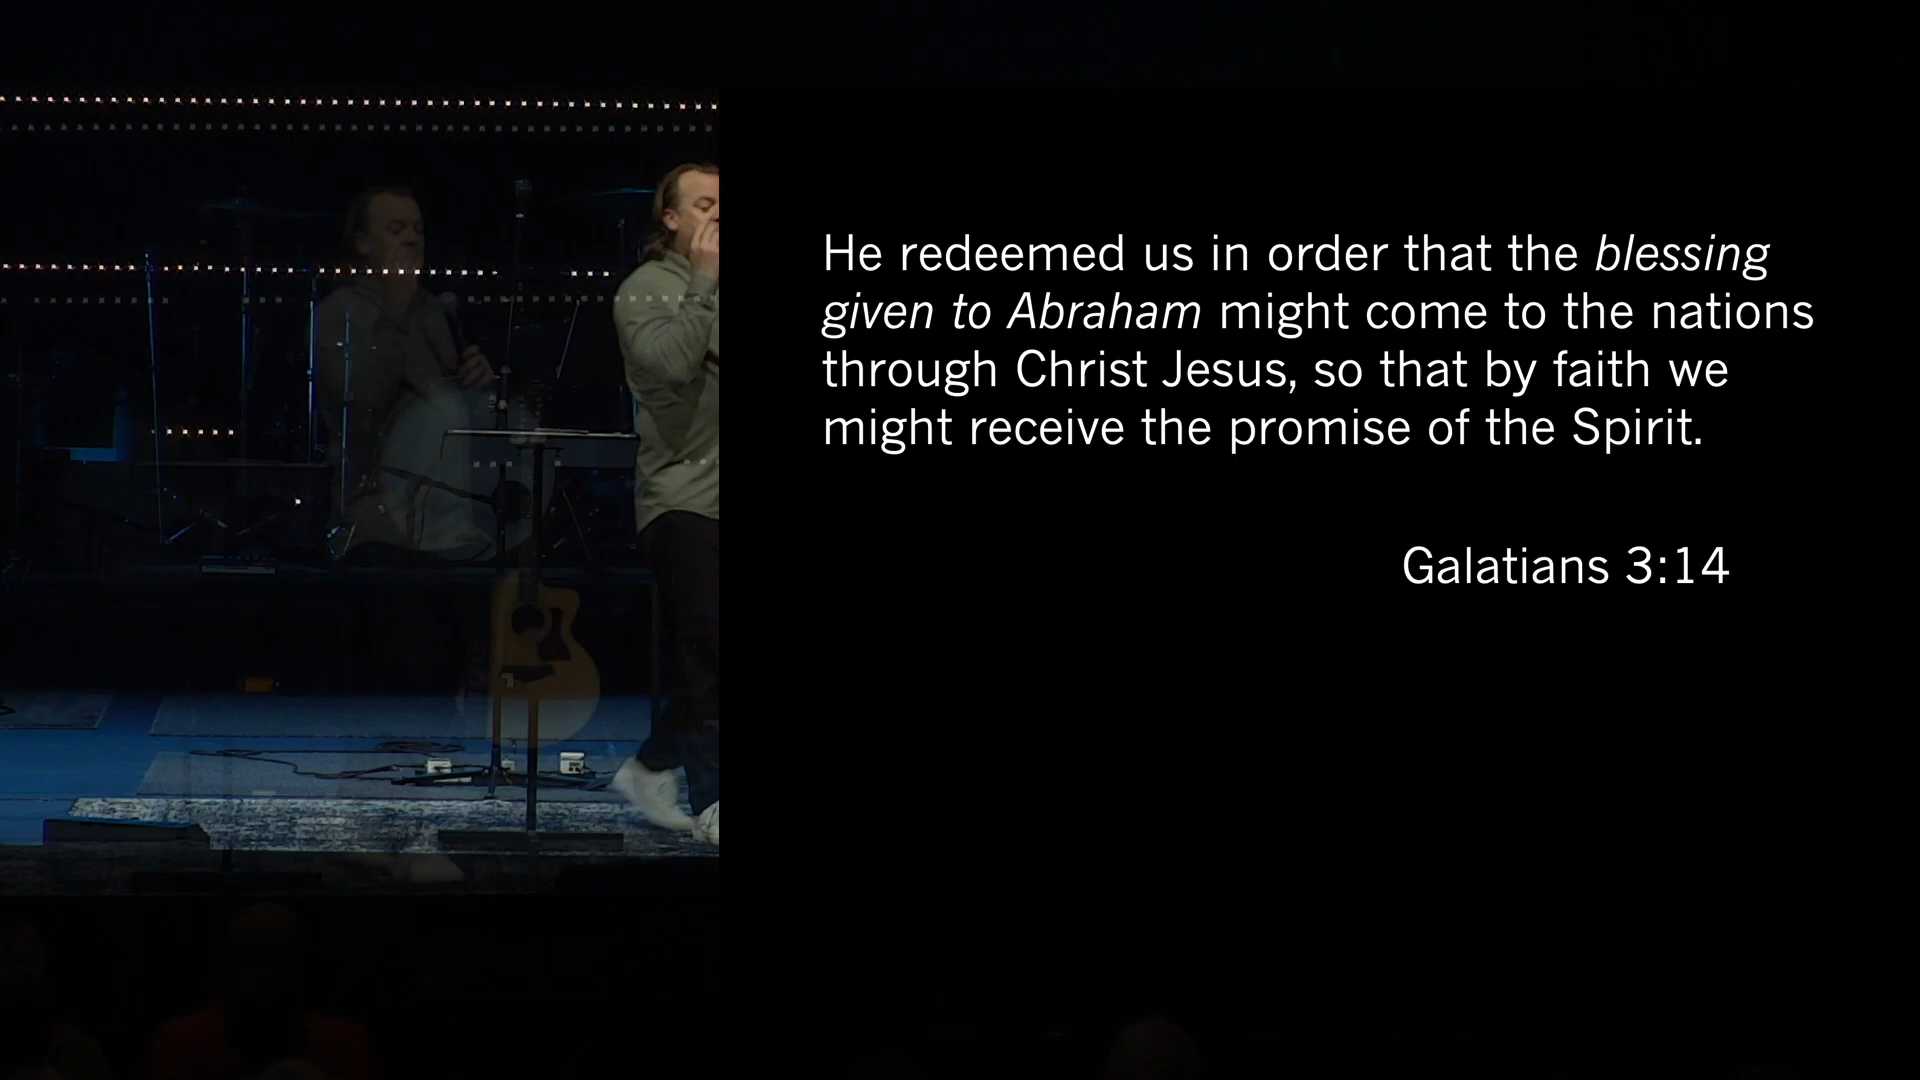 He redeemed us in order that the blessing
given to Abraham might come to the nations
through Christ Jesus, so that by faith we
might receive the promise of the Spirit.
Galatians 3:14